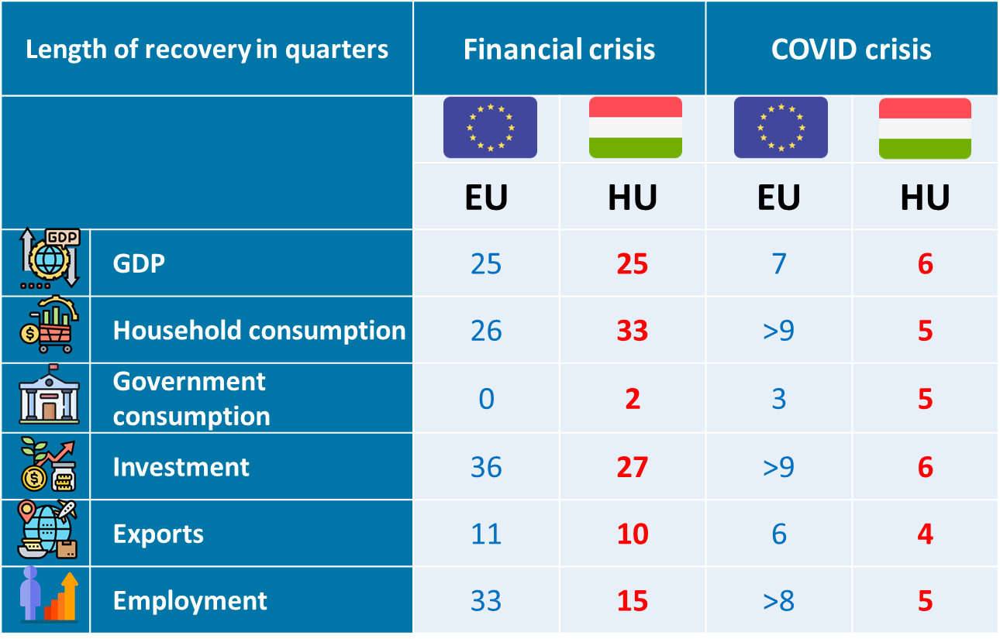 Length of recovery in quarters Financial crisis COVID crisis
EU HU EU HU
GDP
GDP 25 25 7 6
$
Household consumption 26 33 >9 5
Government
consumption 0 2 3 5
$
Investment 36 27 >9 6
Exports 11 10 6 4
Employment 33 15 >8 5